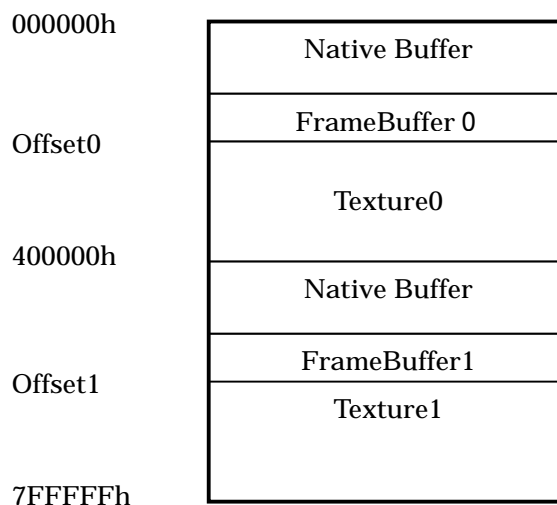 000000h
Native Buffer
FrameBuffer 0
Offset0
Texture0
400000h
Native Buffer
FrameBuffer1
Offset1
Texture1
7FFFFFh